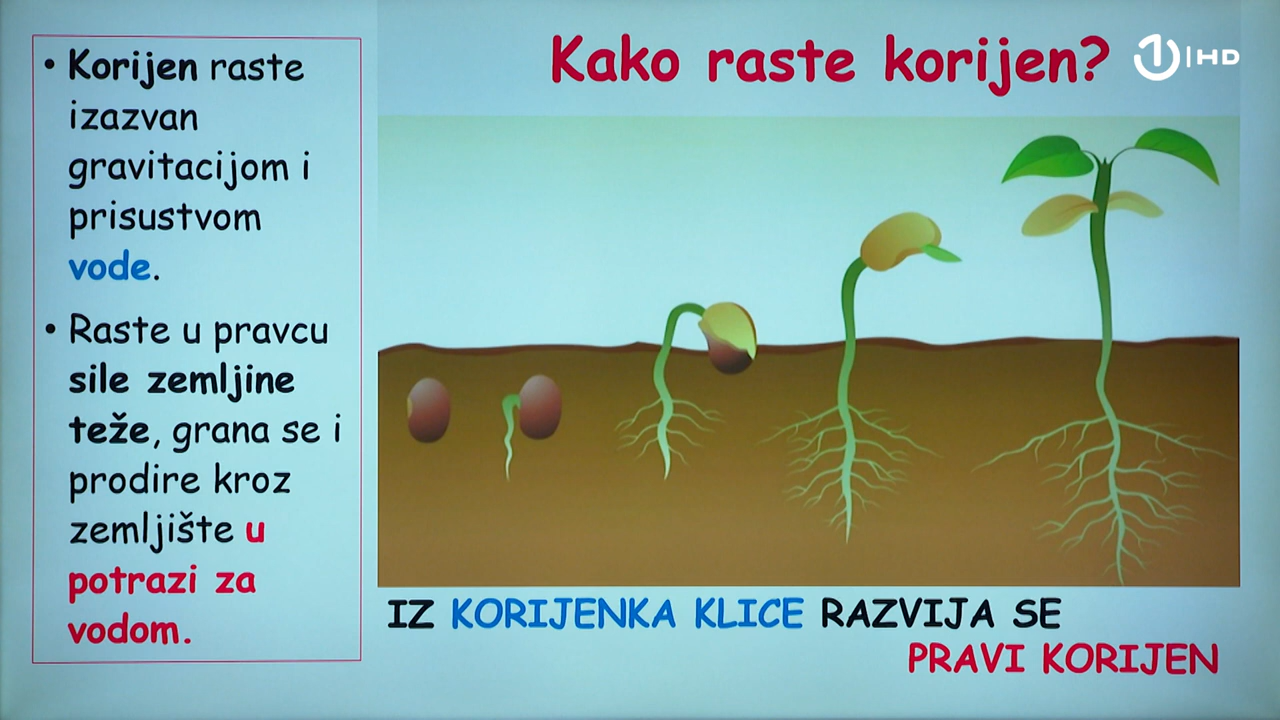 Kako raste korijen?
1 HD
• Korijen raste
izazvan
gravitacijom i
prisustvom
vode.
• Raste u pravcu
sile zemljine
teže, grana se i
prodire kroz
zemljište u
potrazi za
vodom.
IZ KORIJENKA KLICE RAZVIJA SE
PRAVI KORIJEN